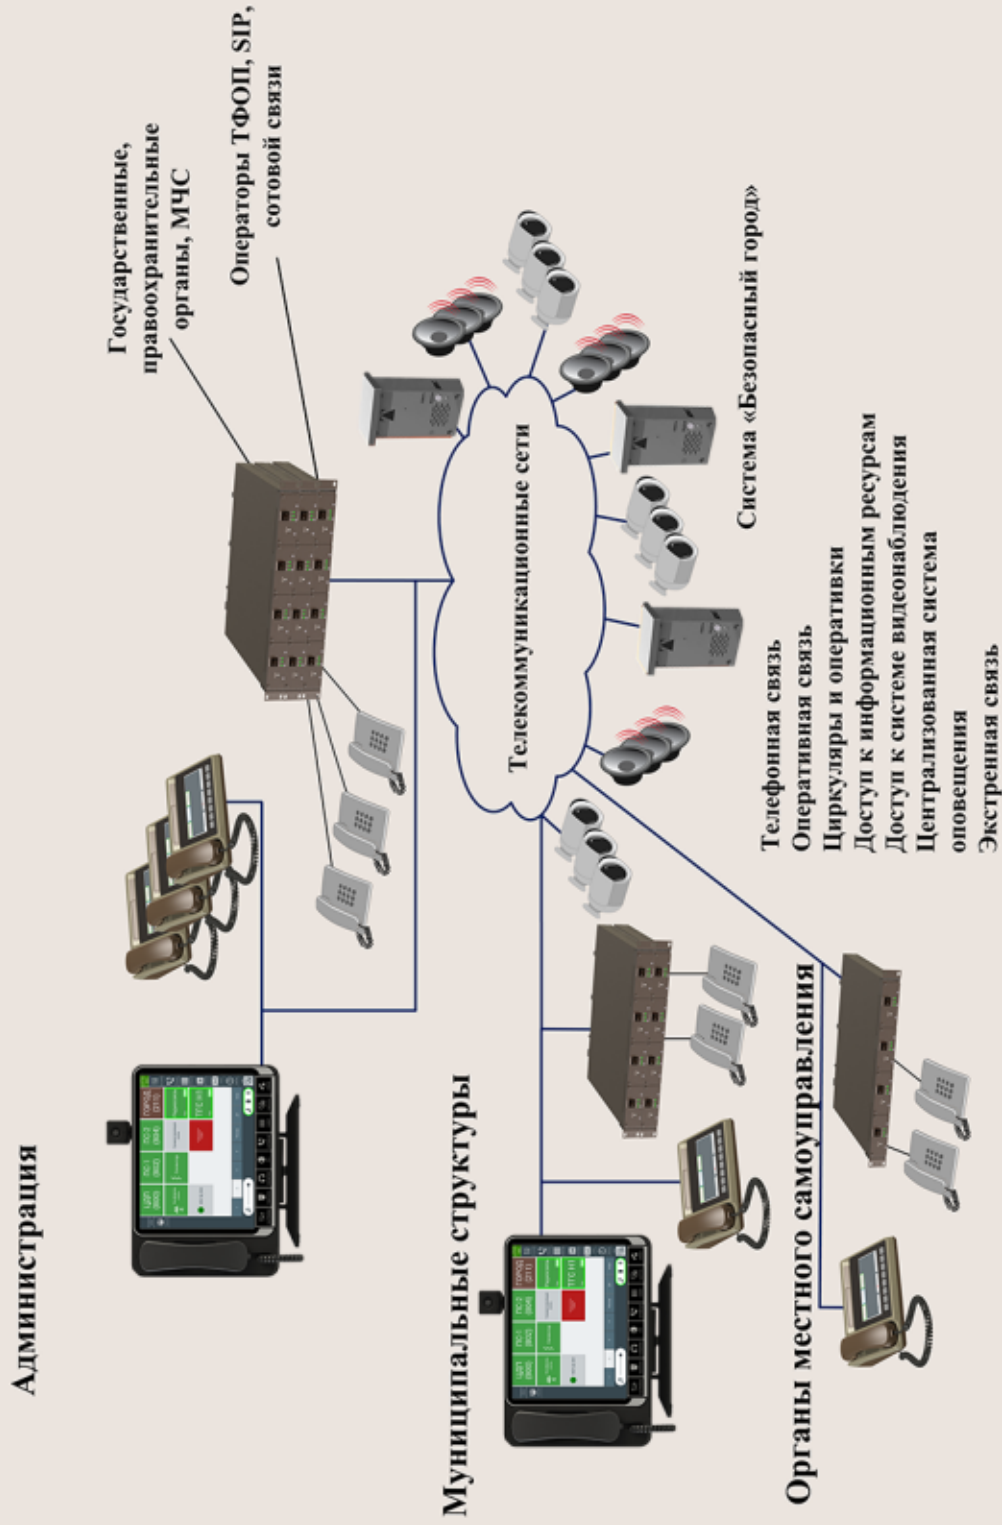 Администрация
Государственные,
правоохранительные
органы, МЧС
Операторы ТФОП, SIP,
сотовой связи
Телекоммуникационные сети
Муниципальные структуры
Система «Безопасный город»
Органы местного самоуправления
Телефонная связь
Оперативная связь
Циркуляры и оперативки
Доступ к информационным ресурсам
Доступ к системе видеонаблюдения
Централизованная система
оповещения
Экстренная связь